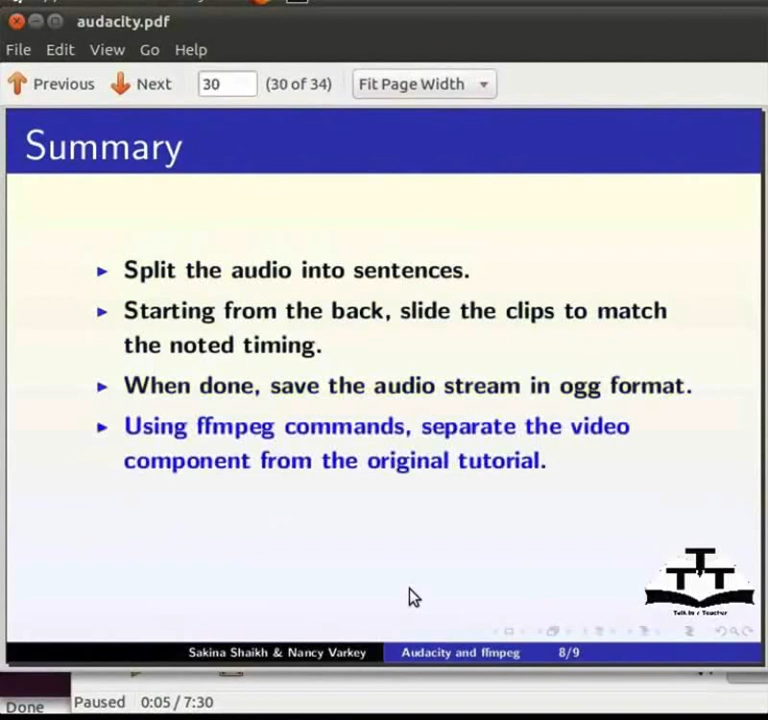 audacity.pdf
File Edit View Go Help
Previous Next 30 (30 of 34) Fit Page Width
Summary
Split the audio into sentences.
Starting from the back, slide the clips to match
the noted timing.
When done, save the audio stream in ogg format.
Using ffmpeg commands, separate the video
component from the original tutorial.
T
T T
Talk to a Teacher
Sakina Shaikh & Nancy Varkey Audacity and ffmpeg 8/9
Done Paused 0:05 / 7:30